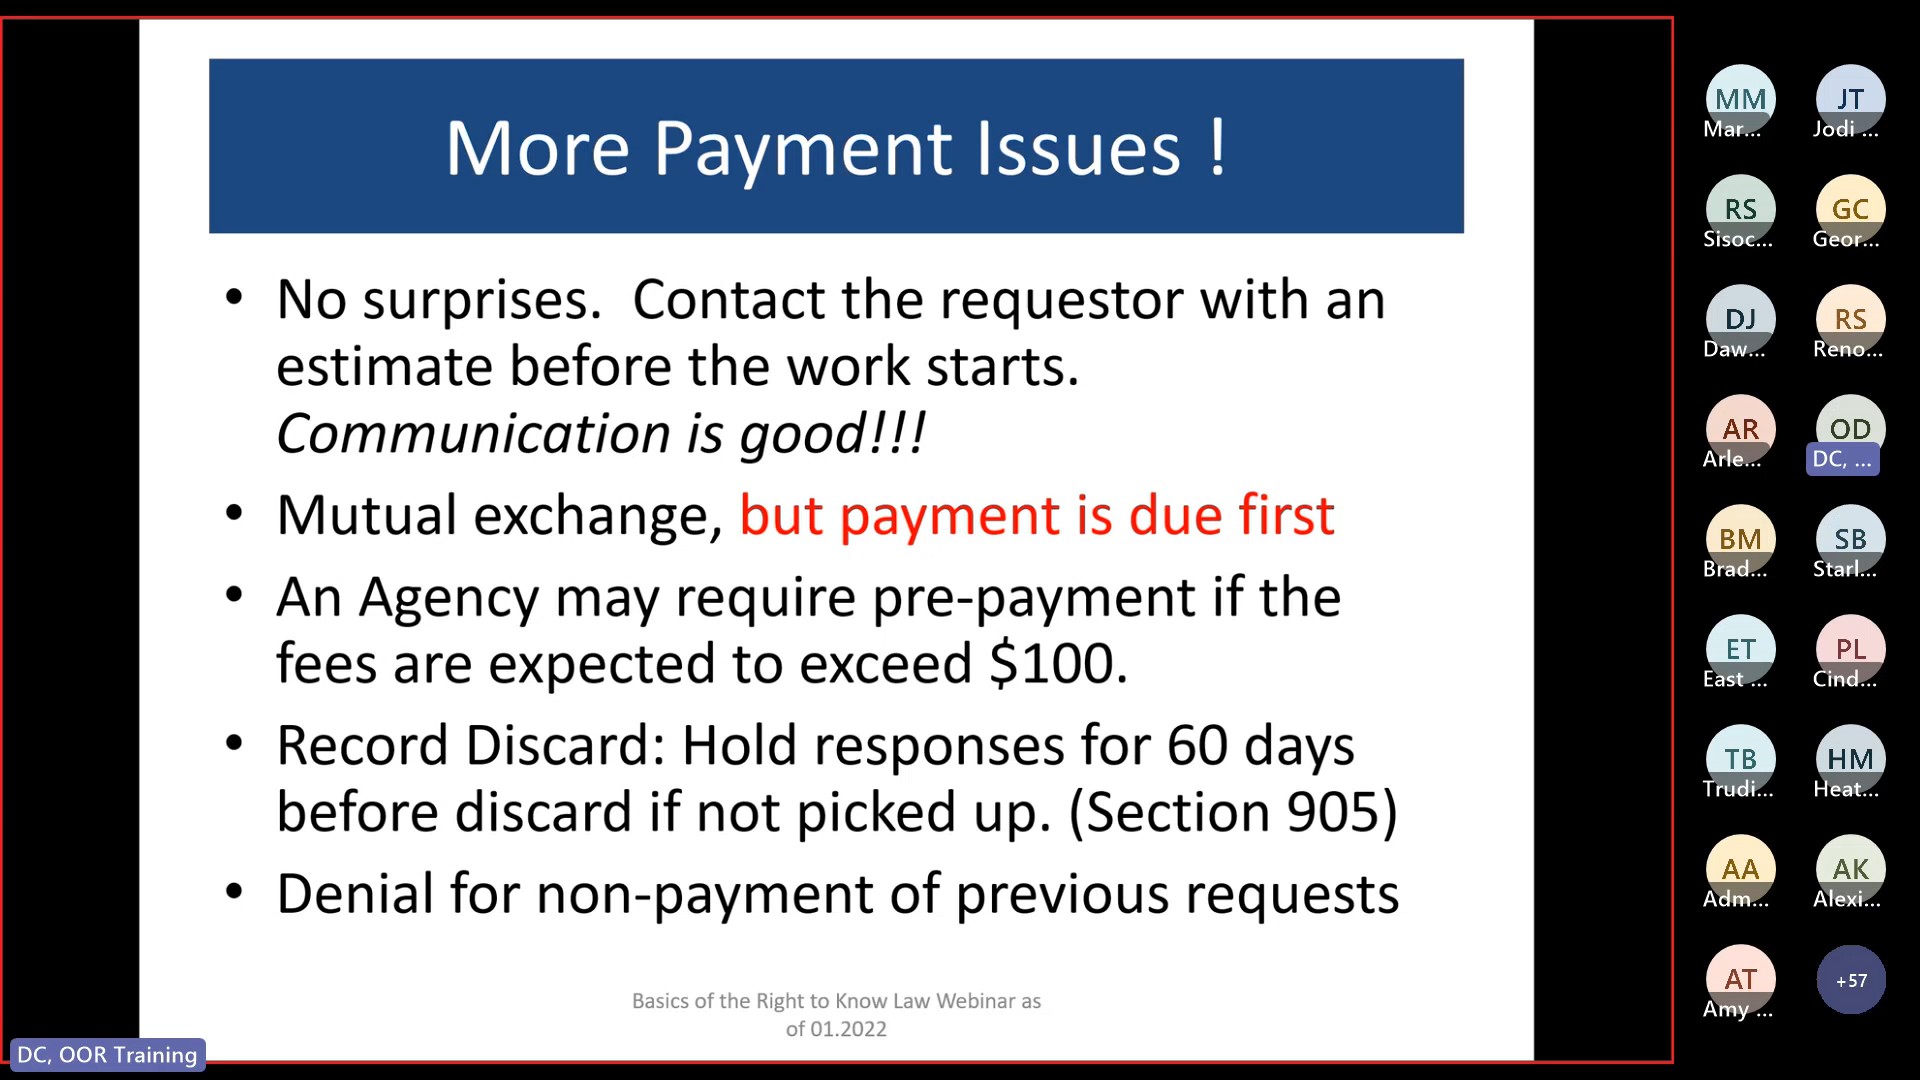 More Payment Issues !
• No surprises.  Contact the requestor with an
estimate before the work starts.
Communication is good!!!
• Mutual exchange, but payment is due first
• An Agency may require pre-payment if the
fees are expected to exceed $100.
• Record Discard: Hold responses for 60 days
before discard if not picked up. (Section 905)
• Denial for non-payment of previous requests
Basics of the Right to Know Law Webinar as
of 01.2022
DC, OOR Training
MM
Mar...
JT
Jodi ...
RS
Sisoc...
GC
Geor...
DJ
Daw...
RS
Reno...
AR
Arle...
OD
DC, ...
BM
Brad...
SB
Starl...
ET
East ...
PL
Cind...
TB
Trudi...
HM
Heat...
AA
Adm...
AK
Alexi...
AT
Amy ...
+57